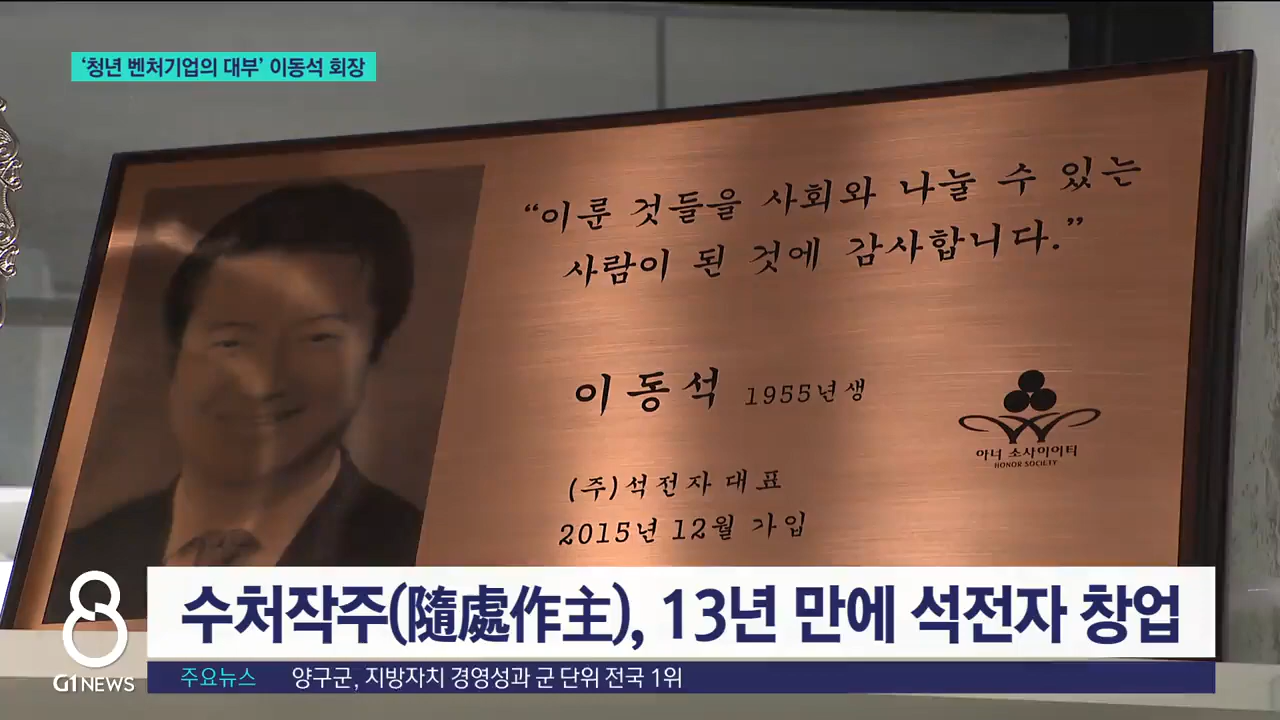 ‘청년 벤처기업의 대부’ 이동석 회장
“이룬 것들을 사회와 나눌 수 있는
사람이 된 것에 감사합니다.”
이동석 1955년생
아너 소사이어티
HONOR SOCIETY
(주)석전자 대표
2015년 12월 가입
수처작주(隨處作主), 13년 만에 석전자 창업
8
G1NEWS
주요뉴스 양구군, 지방자치 경영성과 군 단위 전국 1위